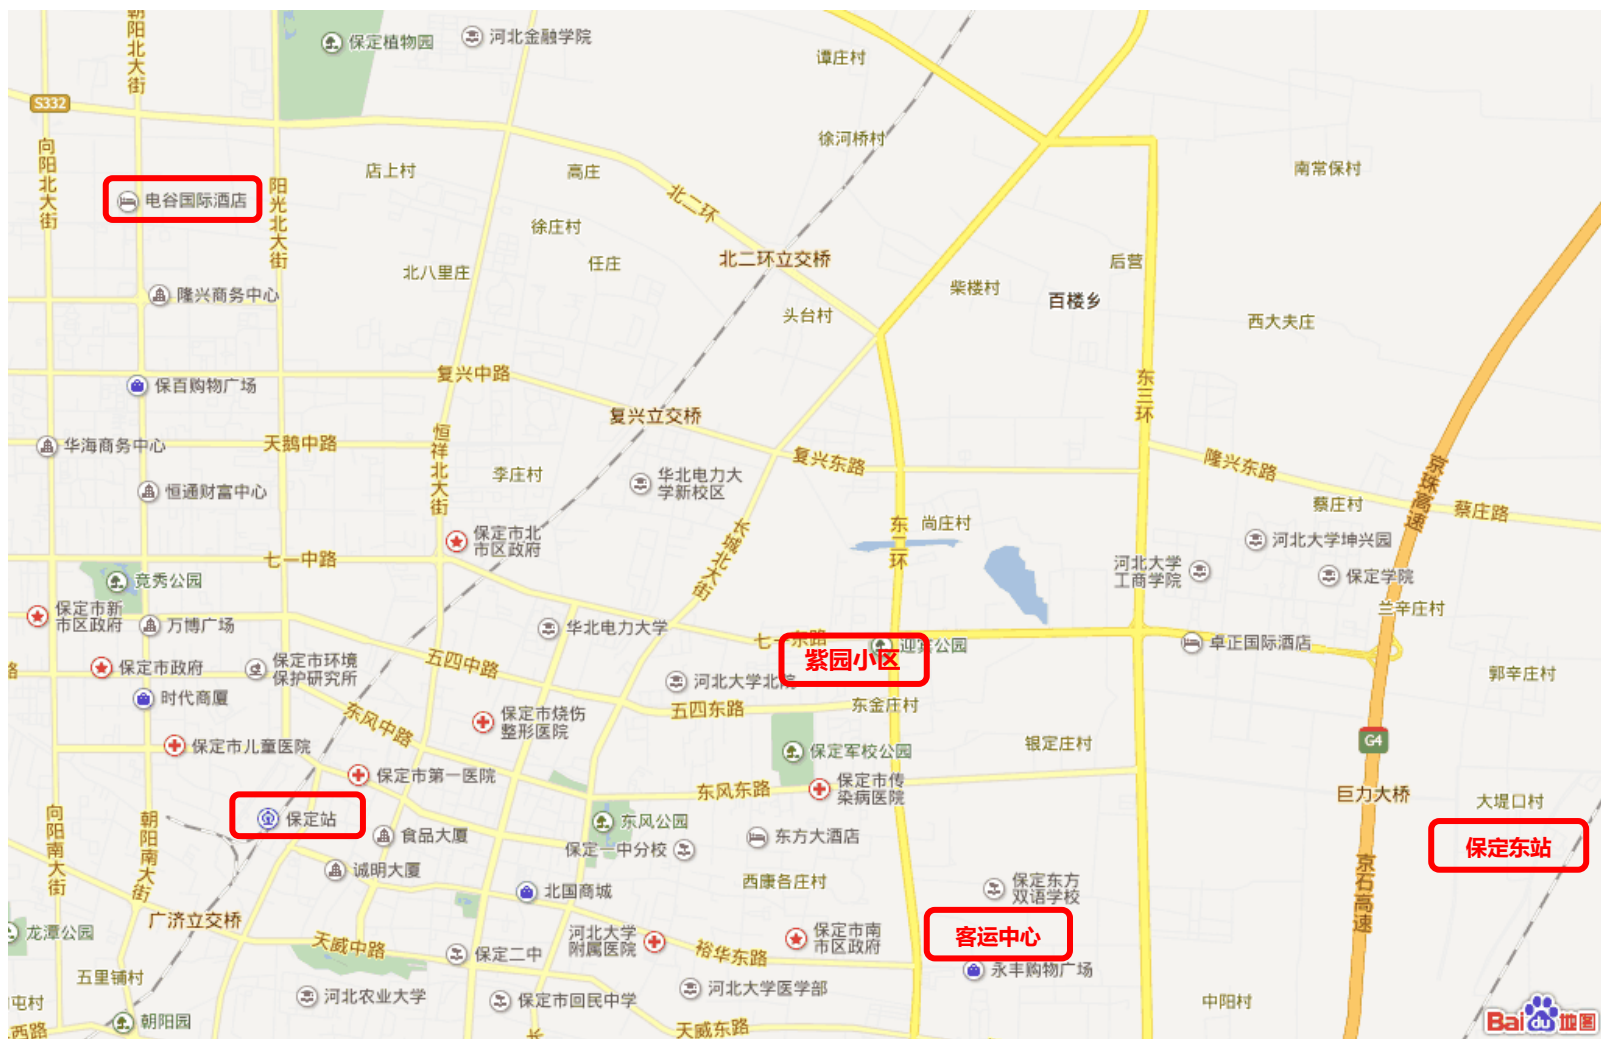 朝阳北大街
保定植物园
河北金融学院
谭庄村
S332
向阳北大街
徐河桥村
店上村
高庄
南常保村
电谷国际酒店
阳光北大街
北二环
徐庄村
任庄
北二环立交桥
后营
北八里庄
隆兴商务中心
柴楼村
百楼乡
头台村
西大夫庄
复兴中路
保百购物广场
东三环
复兴立交桥
华海商务中心
天鹅中路
恒祥北大街
李庄村
复兴东路
隆兴东路
京珠高速
华北电力大
学新校区
恒通财富中心
蔡庄村
蔡庄路
长城北大街
东二环
尚庄村
保定市北
市区政府
河北大学坤兴园
七一中路
河北大学
工商学院
保定学院
竞秀公园
兰辛庄村
保定市新
市区政府
万博广场
华北电力大学
七一东路
迎宾公园
卓正国际酒店
紫园小区
路
保定市政府
保定市环境
保护研究所
五四中路
河北大学北院
郭辛庄村
时代商厦
东风中路
保定市烧伤
整形医院
五四东路
东金庄村
保定市儿童医院
保定军校公园
银定庄村
G4
保定市第一医院
东风东路
保定市传
染病医院
巨力大桥
大堤口村
向阳南大街
朝阳南大街
保定站
食品大厦
东风公园
东方大酒店
保定东站
保定一中分校
诚明大厦
京石高速
北国商城
西康各庄村
保定东方
双语学校
广济立交桥
龙潭公园
天威中路
河北大学
附属医院
保定市南
市区政府
客运中心
保定二中
裕华东路
五里铺村
永丰购物广场
河北农业大学
保定市回民中学
河北大学医学部
中阳村
屯村
朝阳园
西路
长
天威东路
Bai du 地图